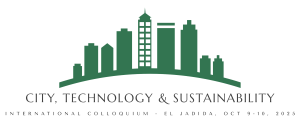 CITY, TECHNOLOGY & SUSTAINABILITY
INTERNATIONAL COLLOQUIUM - EL JADIDA, OCT 9-10, 2025